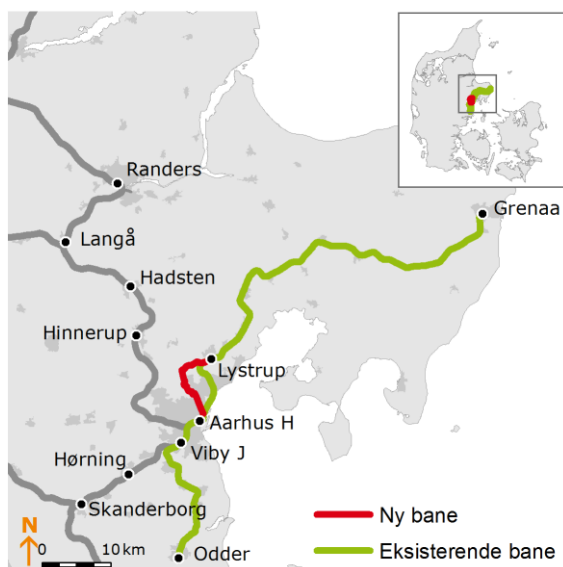 Randers
Grenaa
Langå
Hadsten
Hinnerup
Lystrup
Aarhus H
Viby J
Hørning
Skanderborg
Ny bane
N
0 10 km
Odder
Eksisterende bane